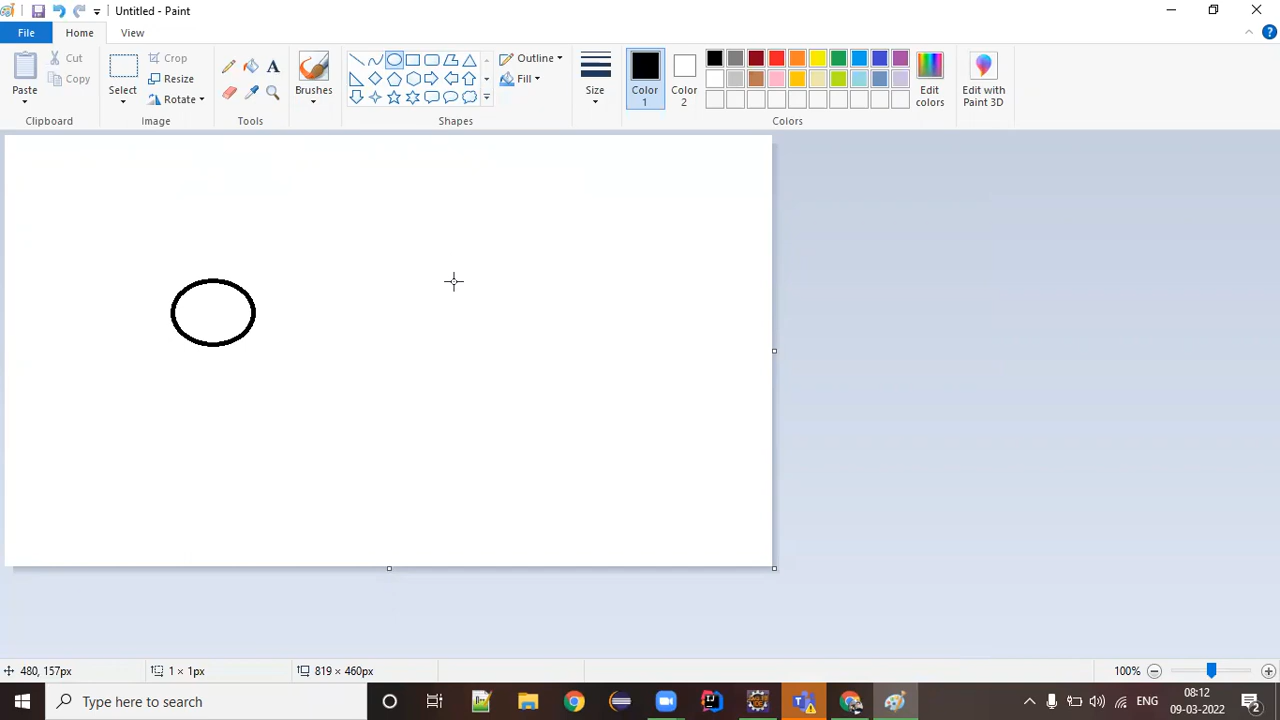 Untitled - Paint
File
Home
View
Paste
Cut
Copy
Clipboard
Select
Crop
Resize
Rotate
Image
A
Tools
Brushes
Outline
Fill
Shapes
Size
Color
1
Color
2
Edit
colors
Colors
Edit with
Paint 3D
480, 157px
1 × 1px
819 × 460px
100%
Type here to search
ENG
08:12
09-03-2022
2